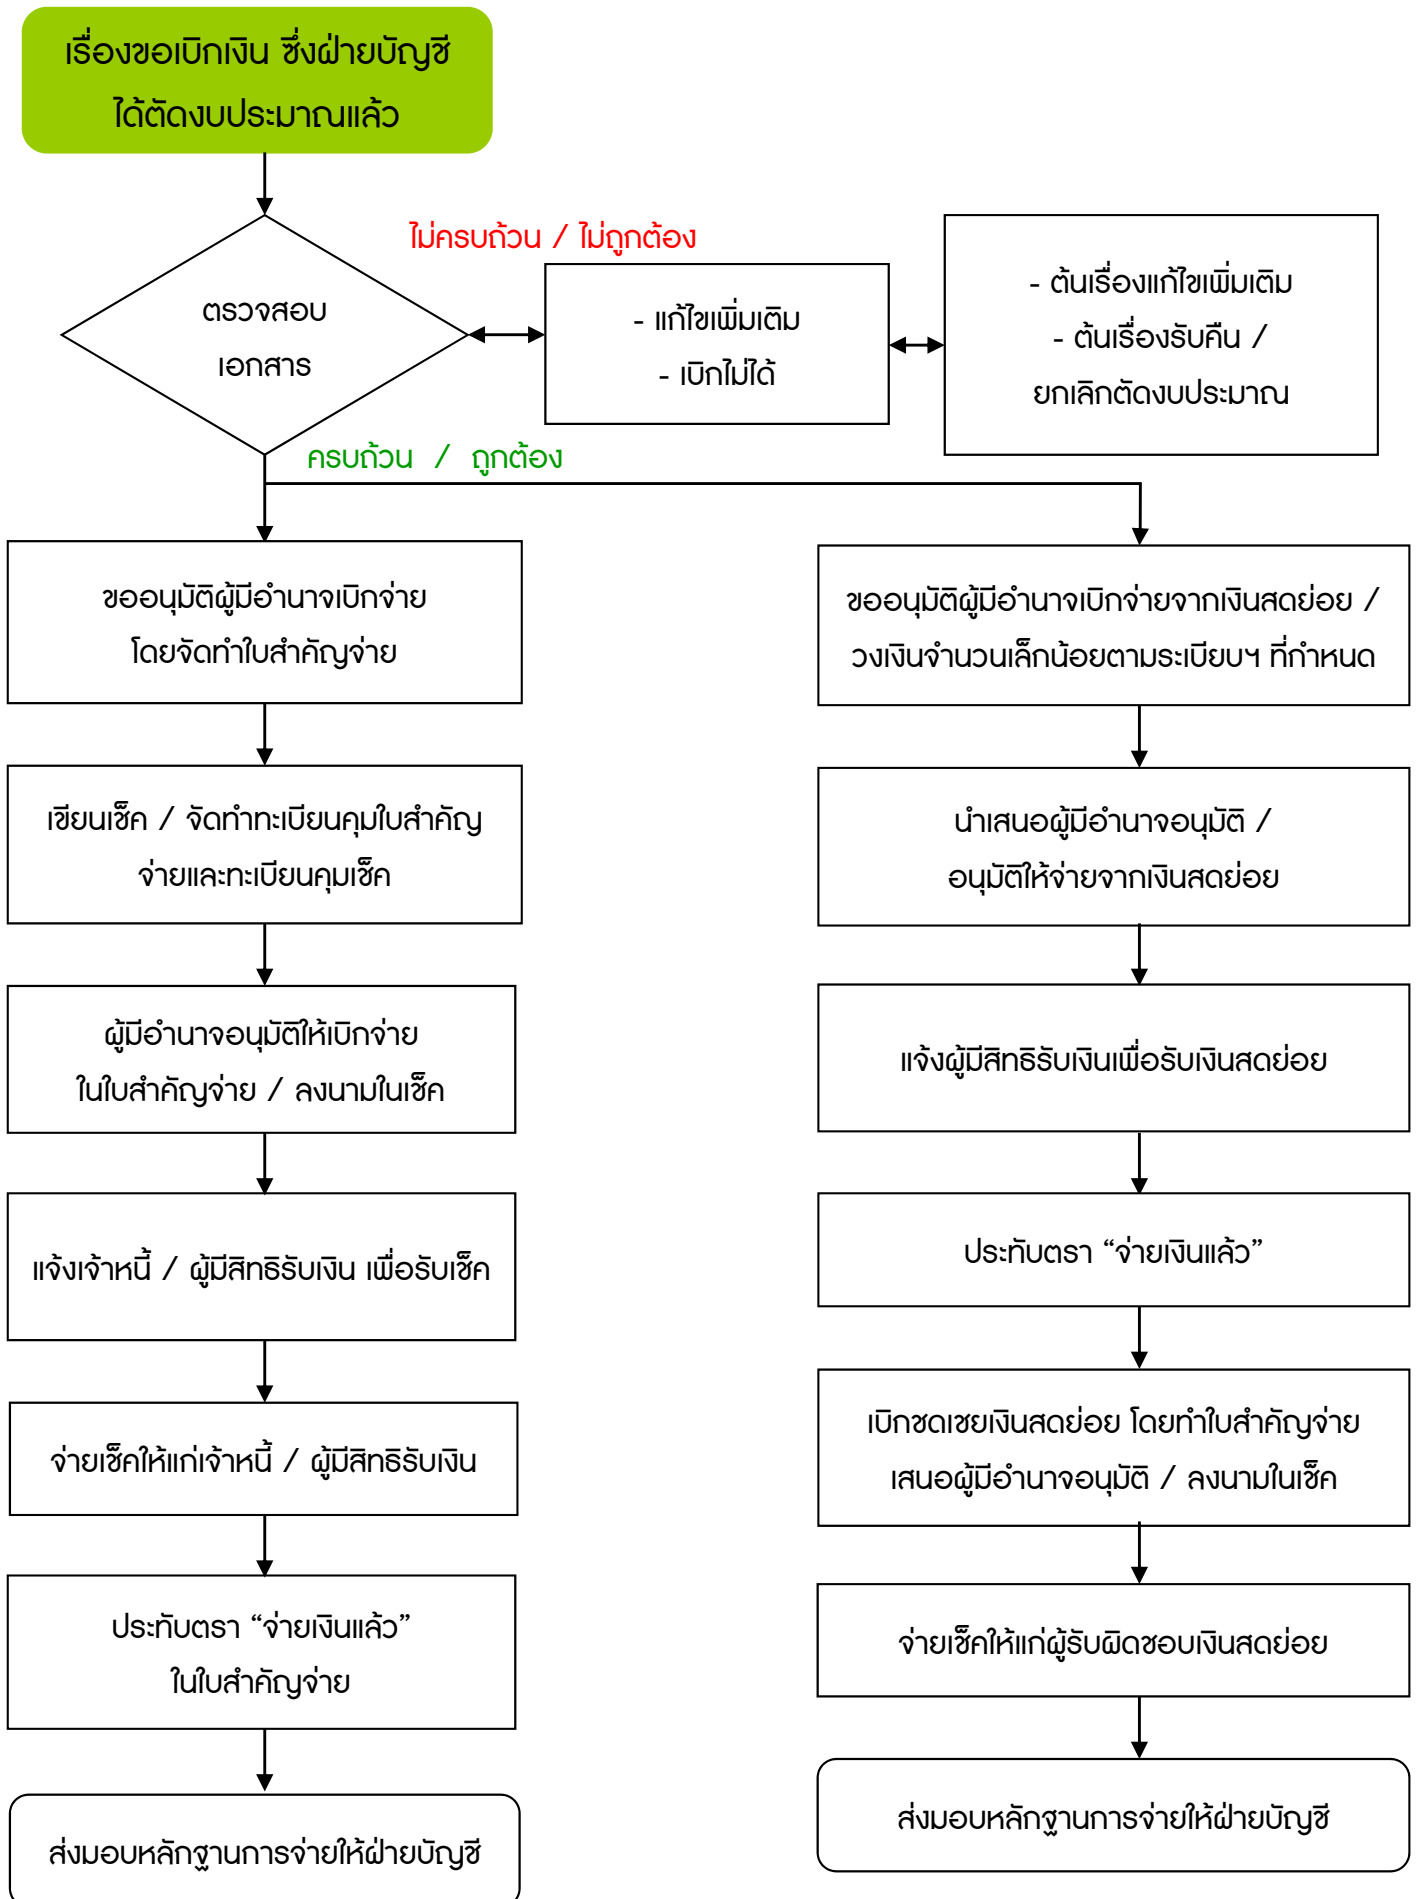 เรื่องขอเบิกเงิน ซึ่งฝ่ายบัญชี
ได้ตัดงบประมาณแล้ว
ไม่ครบถ้วน / ไม่ถูกต้อง
ตรวจสอบ
เอกสาร
- แก้ไขเพิ่มเติม
- เบิกไม่ได้
- ต้นเรื่องแก้ไขเพิ่มเติม
- ต้นเรื่องรับคืน /
ยกเลิกตัดงบประมาณ
ครบถ้วน / ถูกต้อง
ขออนุมัติผู้มีอำนาจเบิกจ่าย
โดยจัดทำใบสำคัญจ่าย
เขียนเช็ค / จัดทำทะเบียนคุมใบสำคัญ
จ่ายและทะเบียนคุมเช็ค
ผู้มีอำนาจอนุมัติให้เบิกจ่าย
ในใบสำคัญจ่าย / ลงนามในเช็ค
แจ้งเจ้าหนี้ / ผู้มีสิทธิรับเงิน เพื่อรับเช็ค
จ่ายเช็คให้แก่เจ้าหนี้ / ผู้มีสิทธิรับเงิน
ประทับตรา “จ่ายเงินแล้ว”
ในใบสำคัญจ่าย
ส่งมอบหลักฐานการจ่ายให้ฝ่ายบัญชี
ขออนุมัติผู้มีอำนาจเบิกจ่ายจากเงินสดย่อย /
วงเงินจำนวนเล็กน้อยตามระเบียบฯ ที่กำหนด
นำเสนอผู้มีอำนาจอนุมัติ /
อนุมัติให้จ่ายจากเงินสดย่อย
แจ้งผู้มีสิทธิรับเงินเพื่อรับเงินสดย่อย
ประทับตรา “จ่ายเงินแล้ว”
เบิกชดเชยเงินสดย่อย โดยทำใบสำคัญจ่าย
เสนอผู้มีอำนาจอนุมัติ / ลงนามในเช็ค
จ่ายเช็คให้แก่ผู้รับผิดชอบเงินสดย่อย
ส่งมอบหลักฐานการจ่ายให้ฝ่ายบัญชี